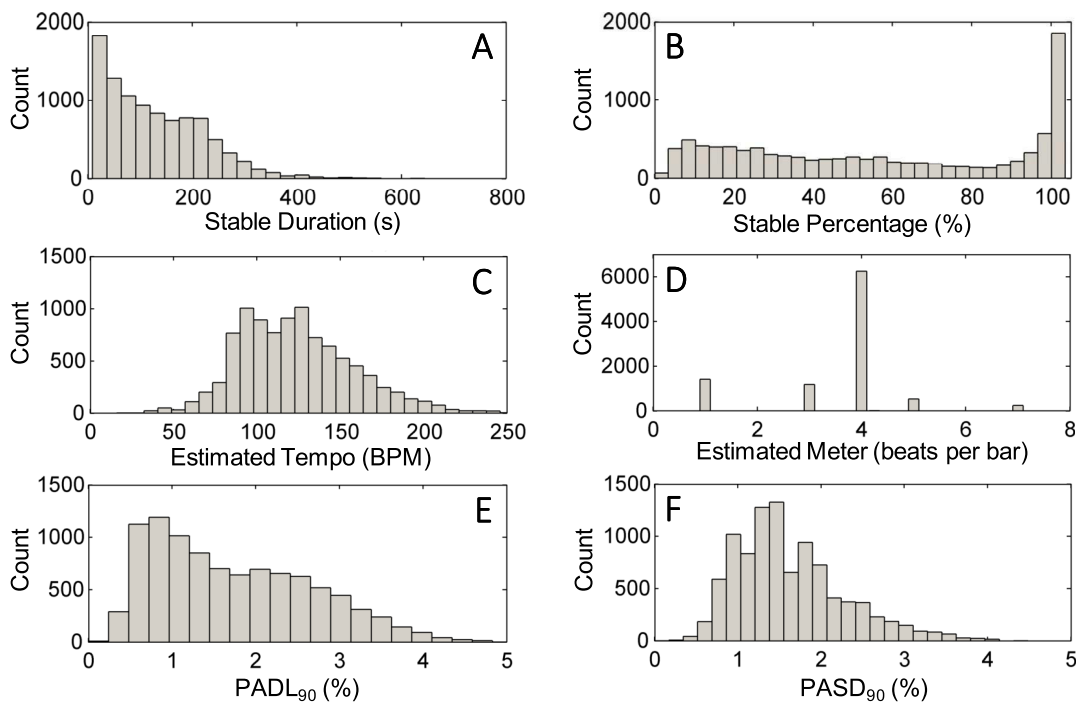 2000
1000
0
Count
A
0 200 400 600 800
Stable Duration (s)
2000
1000
0
Count
B
0 20 40 60 80 100
Stable Percentage (%)
1500
1000
500
0
Count
C
0 50 100 150 200 250
Estimated Tempo (BPM)
6000
4000
2000
0
Count
D
0 2 4 6 8
Estimated Meter (beats per bar)
1500
1000
500
0
Count
E
0 1 2 3 4 5
PADL90 (%)
1500
1000
500
0
Count
F
0 1 2 3 4 5
PASD90 (%)